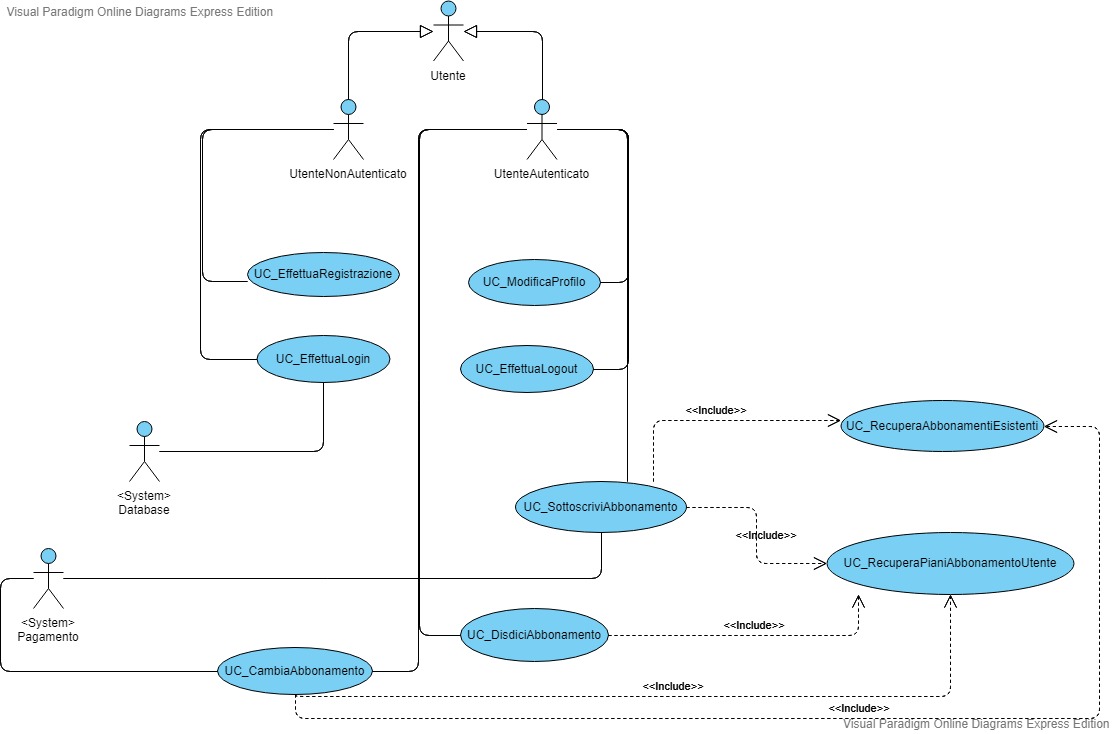 Visual Paradigm Online Diagrams Express Edition
Utente
UtenteNonAutenticato
UtenteAutenticato
UC_EffettuaRegistrazione
UC_ModificaProfilo
UC_EffettuaLogin
UC_EffettuaLogout
<<Include>>
UC_RecuperaAbbonamentiEsistenti
<System>
Database
UC_SottoscriviAbbonamento
<<Include>>
UC_RecuperaPianiAbbonamentoUtente
<System>
Pagamento
UC_DisdiciAbbonamento
<<Include>>
UC_CambiaAbbonamento
<<Include>>
<<Include>>
Visual Paradigm Online Diagrams Express Edition